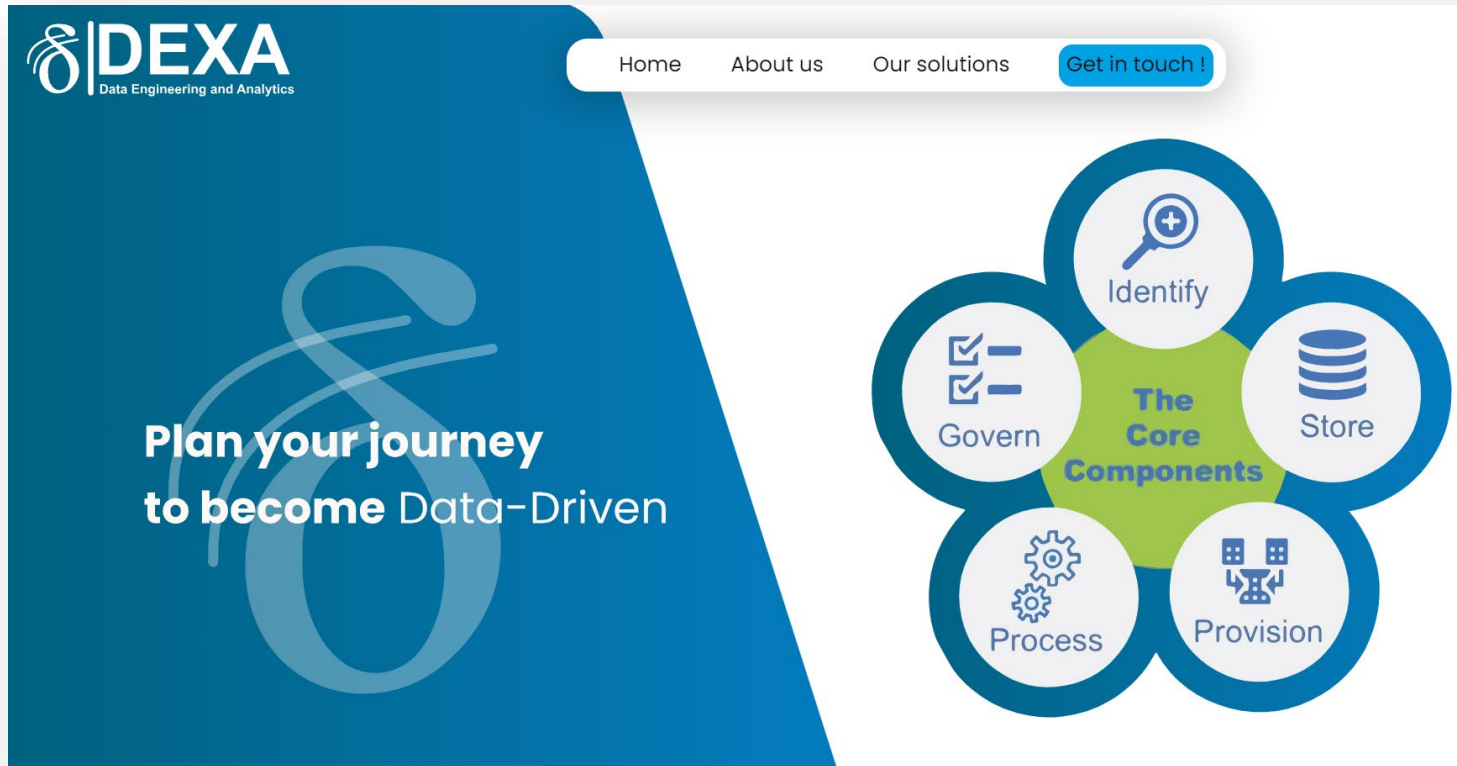 DEXA
Data Engineering and Analytics
Home
About us
Our solutions
Get in touch !
Plan your journey
to become Data-Driven
Identify
Store
Provision
Process
Govern
The
Core
Components